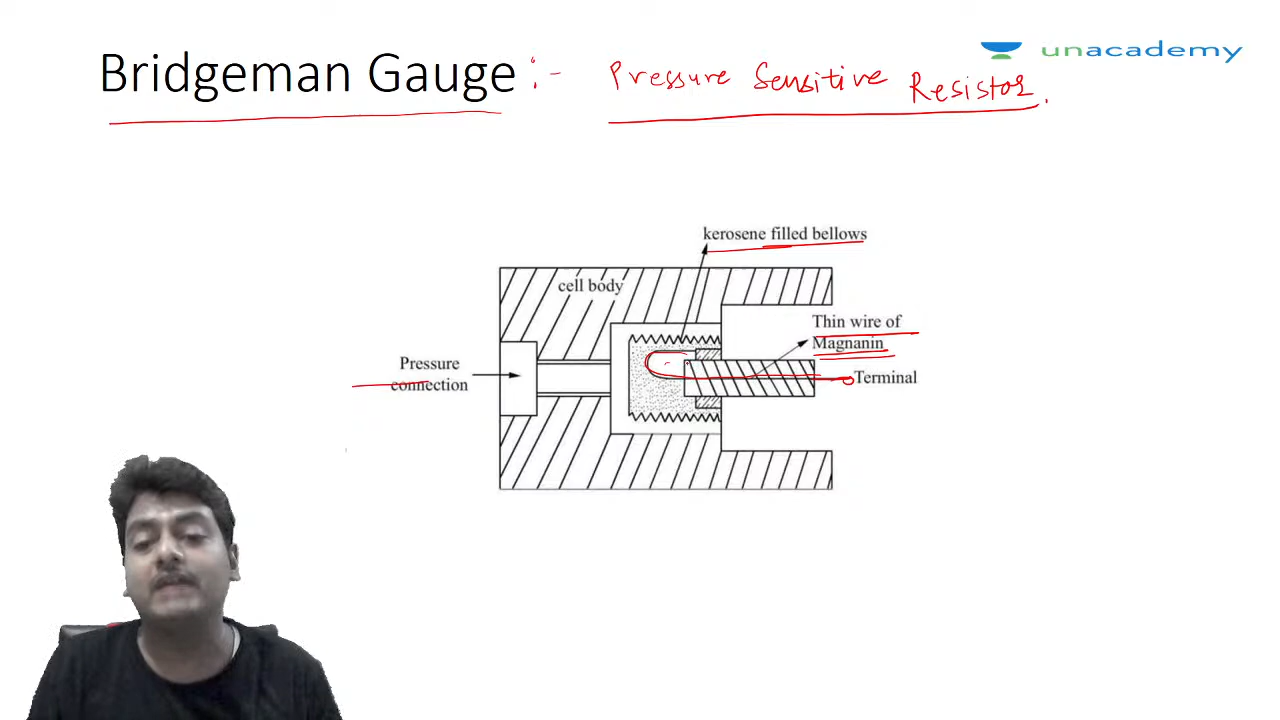 Bridgeman Gauge :- Pressure Sensitive Resistor.
unacademy
kerosene filled bellows
cell body
Thin wire of
Magnanin
Pressure
connection
Terminal